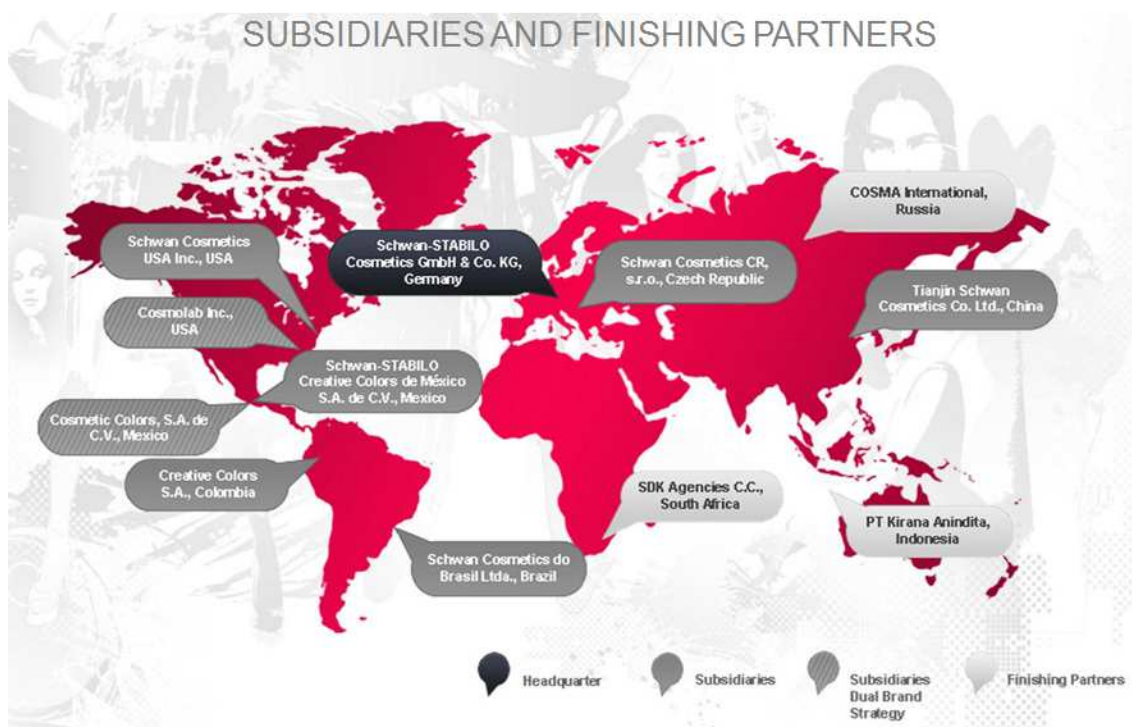 SUBSIDIARIES AND FINISHING PARTNERS
COSMA International,
Russia
Schwan Cosmetics
USA Inc., USA
Schwan-STABILO
Cosmetics GmbH & Co. KG,
Germany
Schwan Cosmetics CR,
s.r.o., Czech Republic
Tianjin Schwan
Cosmetics Co. Ltd., China
Cosmolab Inc.,
USA
Schwan-STABILO
Creative Colors de México
S.A. de C.V., Mexico
Cosmetic Colors, S.A. de
C.V., Mexico
Creative Colors
S.A., Colombia
SDK Agencies C.C.,
South Africa
PT Kirana Anindita,
Indonesia
Schwan Cosmetics do
Brasil Ltda., Brazil
Headquarter
Subsidiaries
Subsidiaries
Dual Brand
Strategy
Finishing Partners